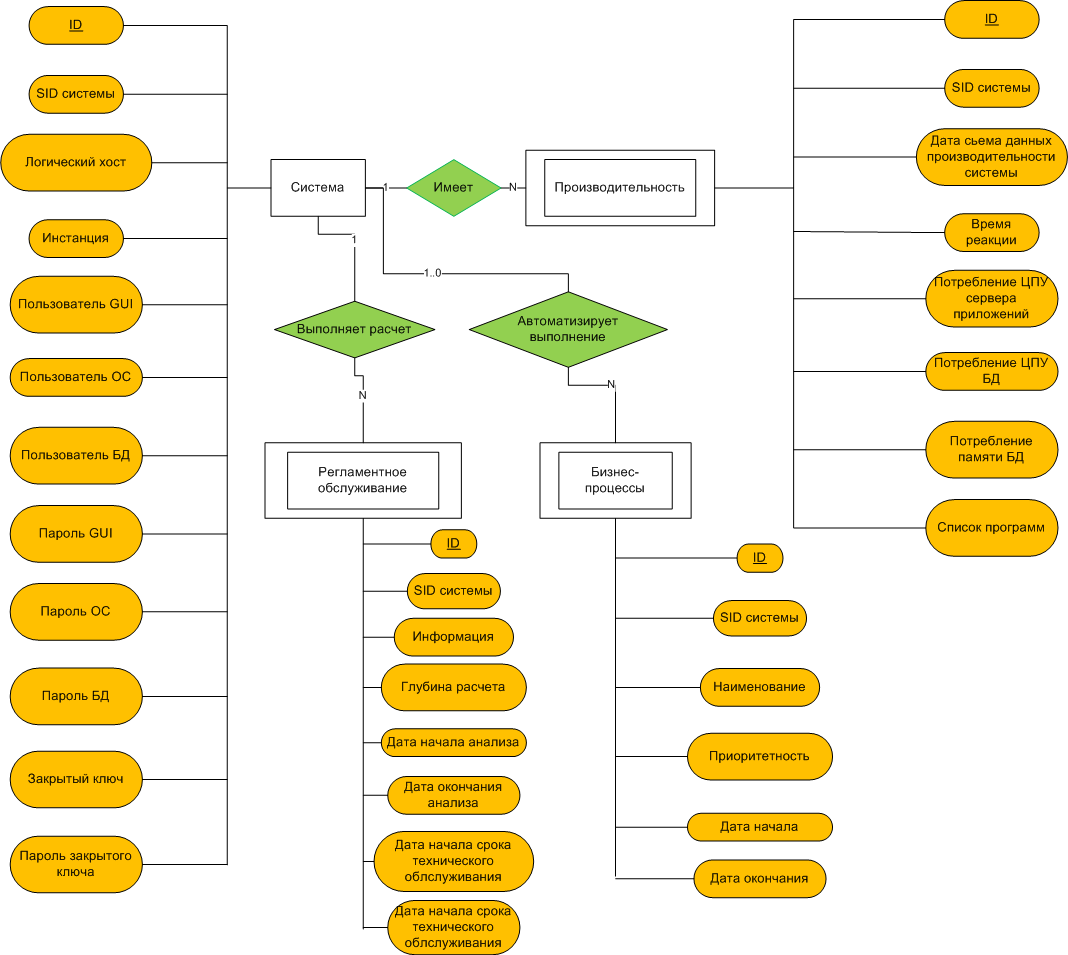 ID
SID системы
Логический хост
Инстанция
Пользователь GUI
Пользователь ОС
Пользователь БД
Пароль GUI
Пароль ОС
Пароль БД
Закрытый ключ
Пароль закрытого
ключа
Система
1
Имеет
N
Производительность
1
1..0
Выполняет расчет
Автоматизирует
выполнение
N
N
Регламентное
обслуживание
Бизнес-
процессы
ID
SID системы
Информация
Глубина расчета
Дата начала анализа
Дата окончания
анализа
Дата начала срока
технического
облслуживания
Дата начала срока
технического
облслуживания
ID
SID системы
Наименование
Приоритетность
Дата начала
Дата окончания
ID
SID системы
Дата сьема данных
производительности
системы
Время
реакции
Потребление ЦПУ
сервера
приложений
Потребление ЦПУ
БД
Потребление
памяти БД
Список программ